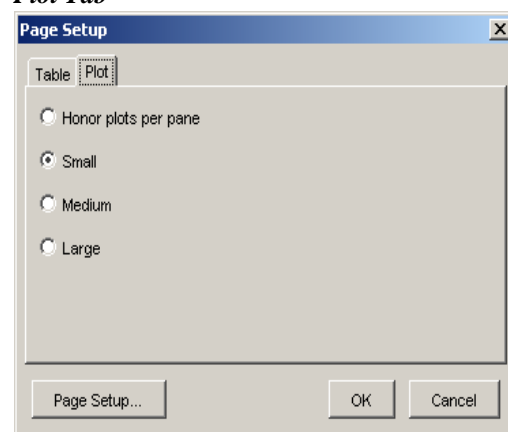 Plot Tab
Page Setup
Table Plot
Honor plots per pane
Small
Medium
Large
Page Setup... OK Cancel